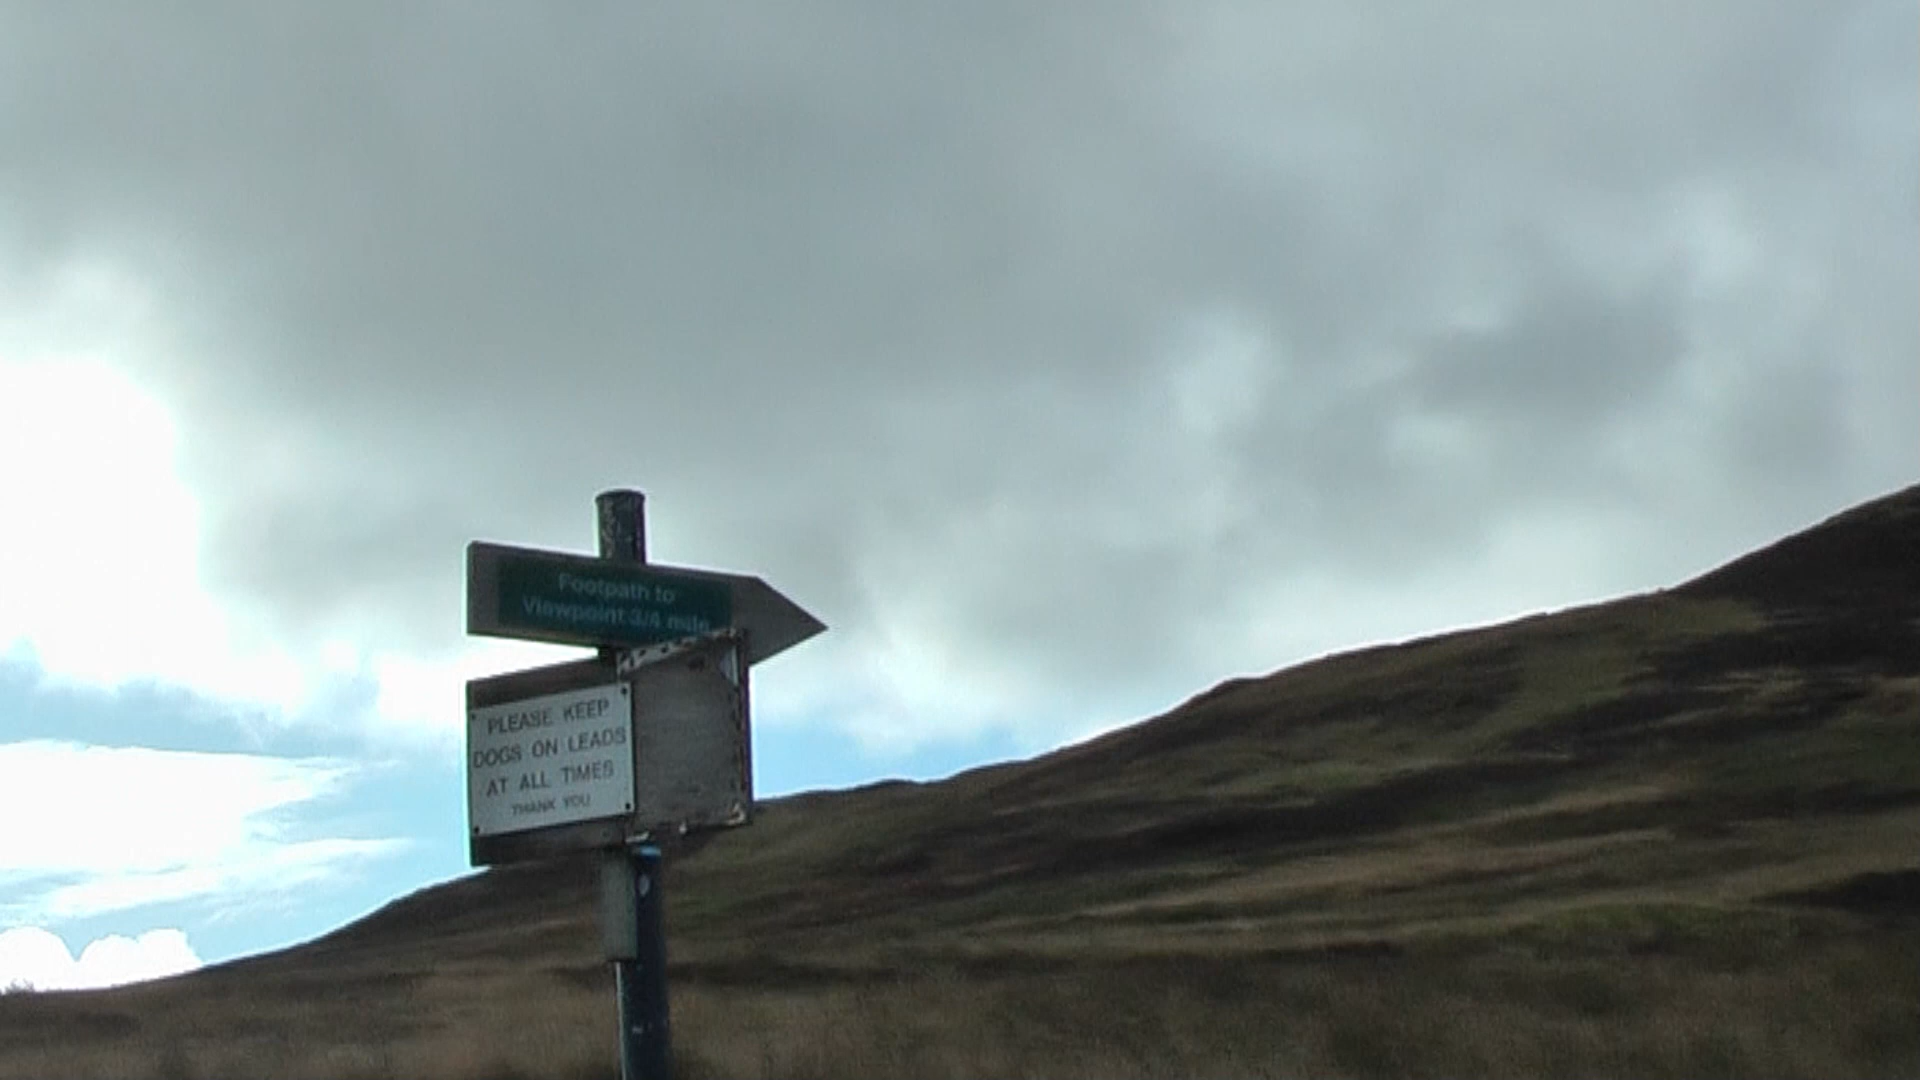 Footpath to
Viewpoint 3/4 mile
PLEASE KEEP
DOGS ON LEADS
AT ALL TIMES
THANK YOU